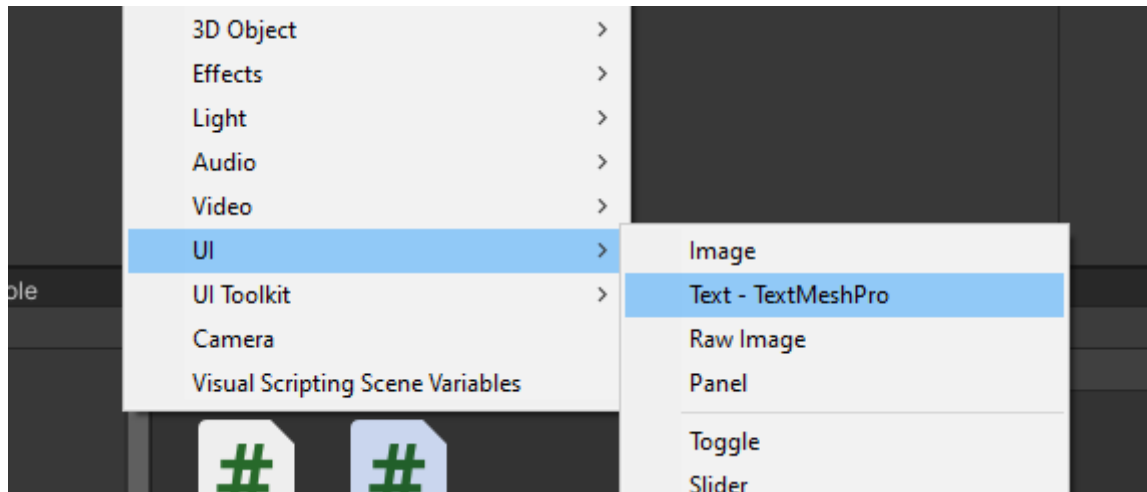 3D Object
Effects
Light
Audio
Video
UI
UI Toolkit
Camera
Visual Scripting Scene Variables
Image
Text - TextMeshPro
Raw Image
Panel
Toggle
Slider
ole
#
#